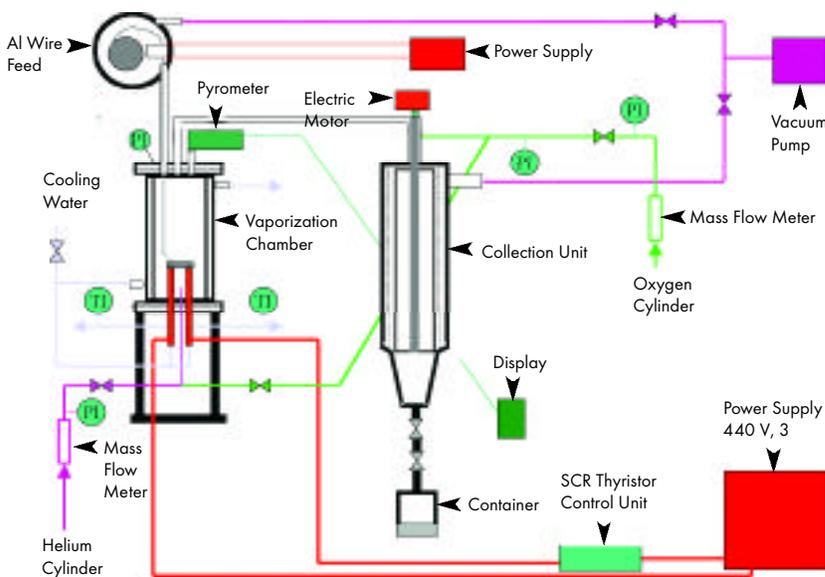 Al Wire
Feed
Power Supply
Pyrometer
Electric
Motor
PI
PI
PI
Vacuum
Pump
Cooling
Water
Vaporization
Chamber
Collection Unit
Mass Flow Meter
TI
TI
Oxygen
Cylinder
Display
PI
Mass
Flow
Meter
Power Supply
440 V, 3
SCR Thyristor
Control Unit
Container
Helium
Cylinder